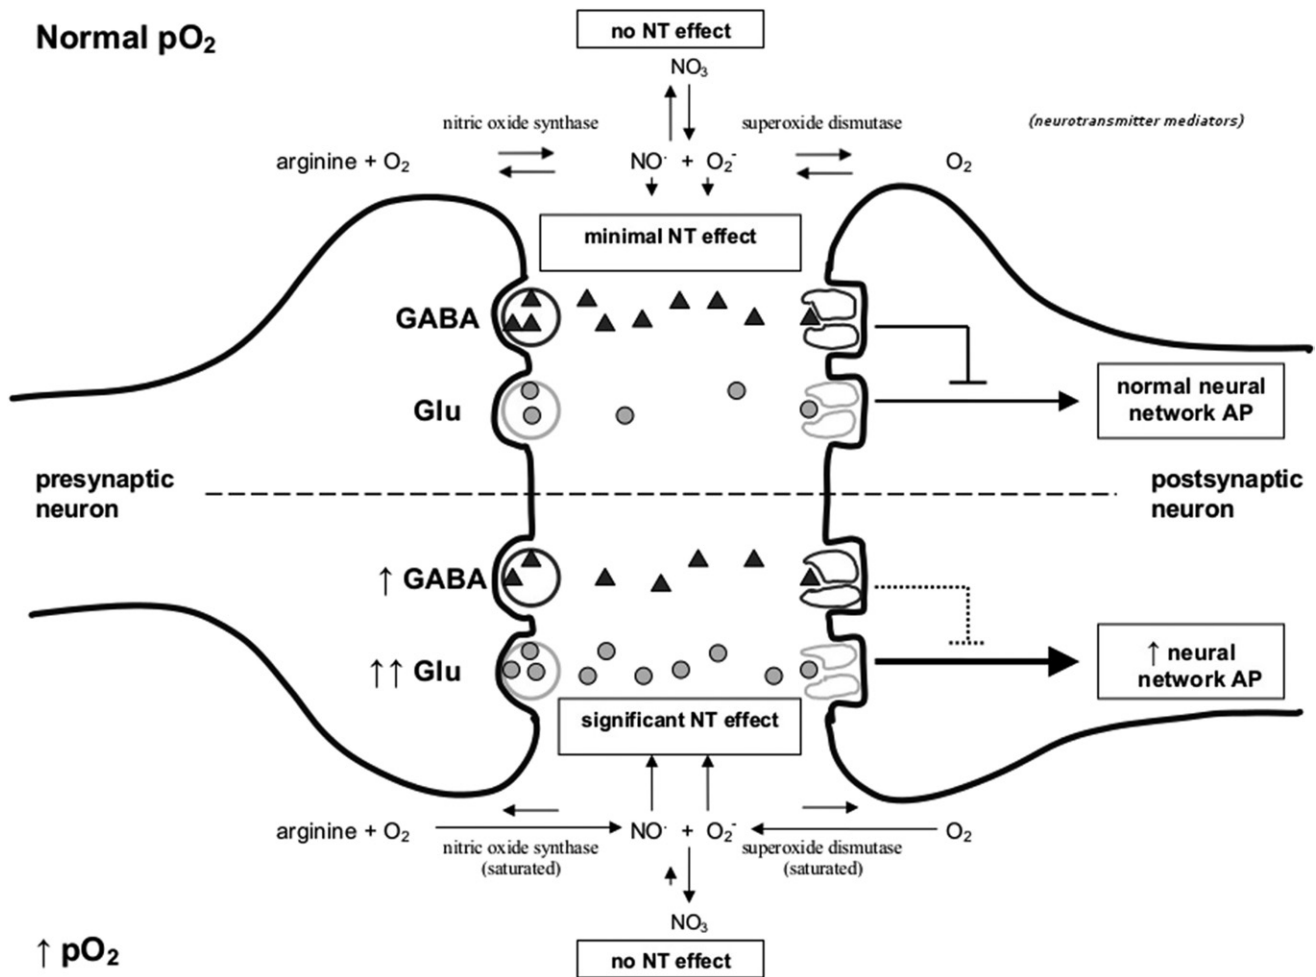 Normal pO₂
no NT effect
NO₃
nitric oxide synthase
superoxide dismutase
(neurotransmitter mediators)
arginine + O₂
NO· + O₂⁻
O₂
minimal NT effect
GABA
Glu
normal neural
network AP
presynaptic
neuron
postsynaptic
neuron
↑ GABA
↑↑ Glu
↑ neural
network AP
significant NT effect
arginine + O₂
NO· + O₂⁻
O₂
nitric oxide synthase
(saturated)
superoxide dismutase
(saturated)
NO₃
↑ pO₂
no NT effect